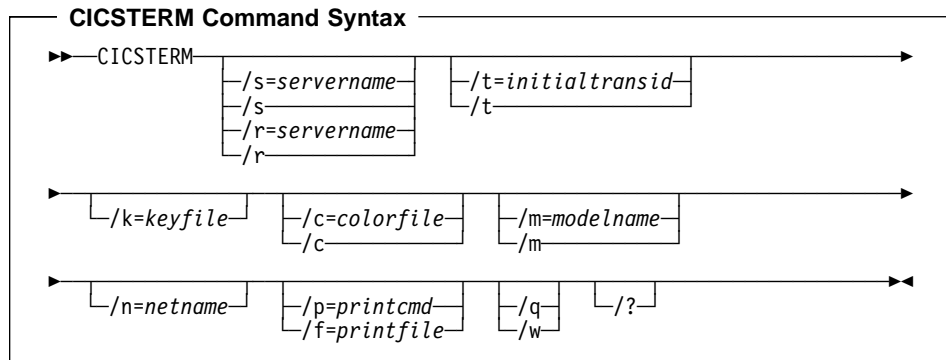 CICSTERM Command Syntax
CICSTERM
/s=servername /t=initialtransid
/s /t
/r=servername
/r
/k=keyfile /c=colorfile /m=modelname
/c /m
/n=netname /p=printcmd /q /?
/f=printfile /w